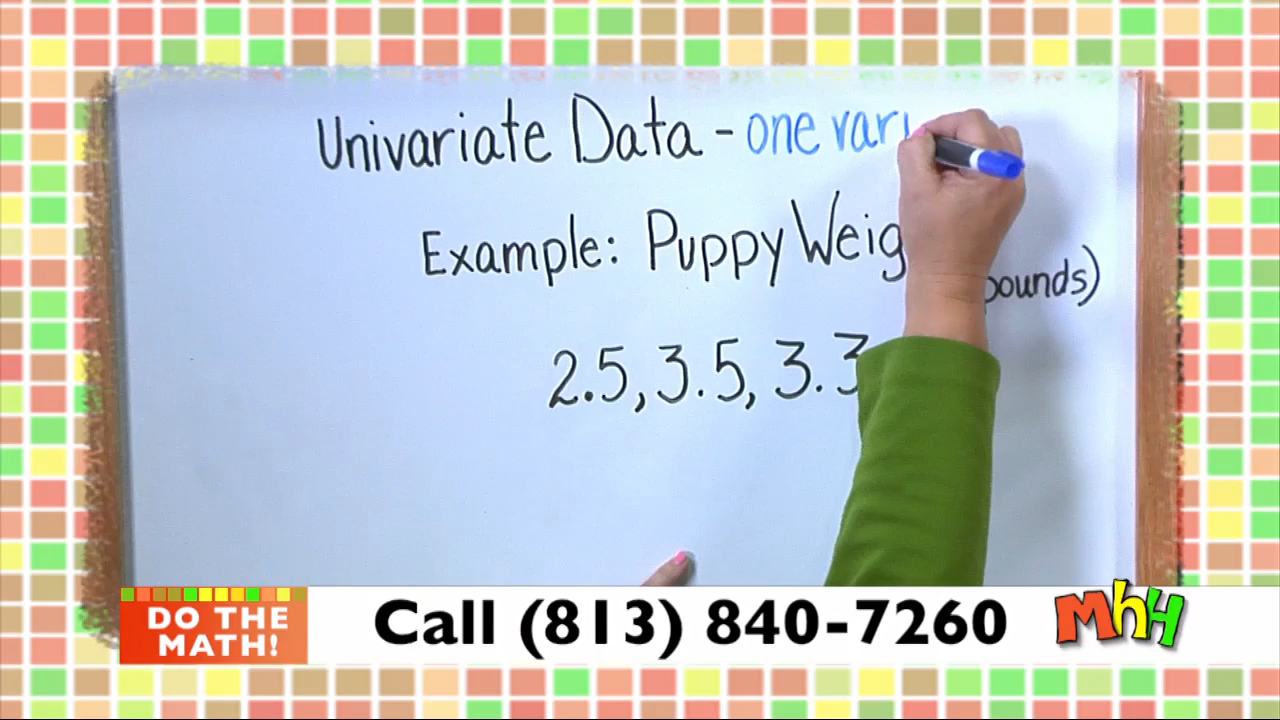 Univariate Data - one vari
Example: Puppy Weig
pounds)
2.5, 3.5, 3.3
DO THE
MATH!
Call (813) 840-7260
Mh4